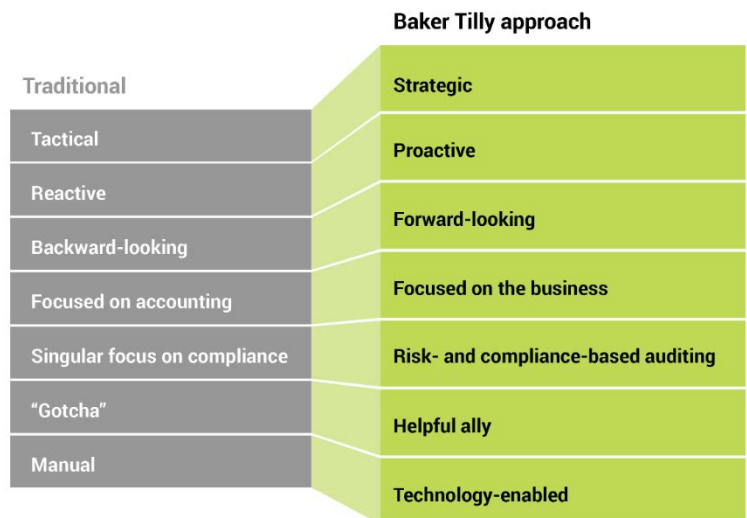 Baker Tilly approach
Traditional
Strategic
Tactical
Proactive
Reactive
Forward-looking
Backward-looking
Focused on the business
Focused on accounting
Risk- and compliance-based auditing
Singular focus on compliance
Helpful ally
“Gotcha”
Technology-enabled
Manual